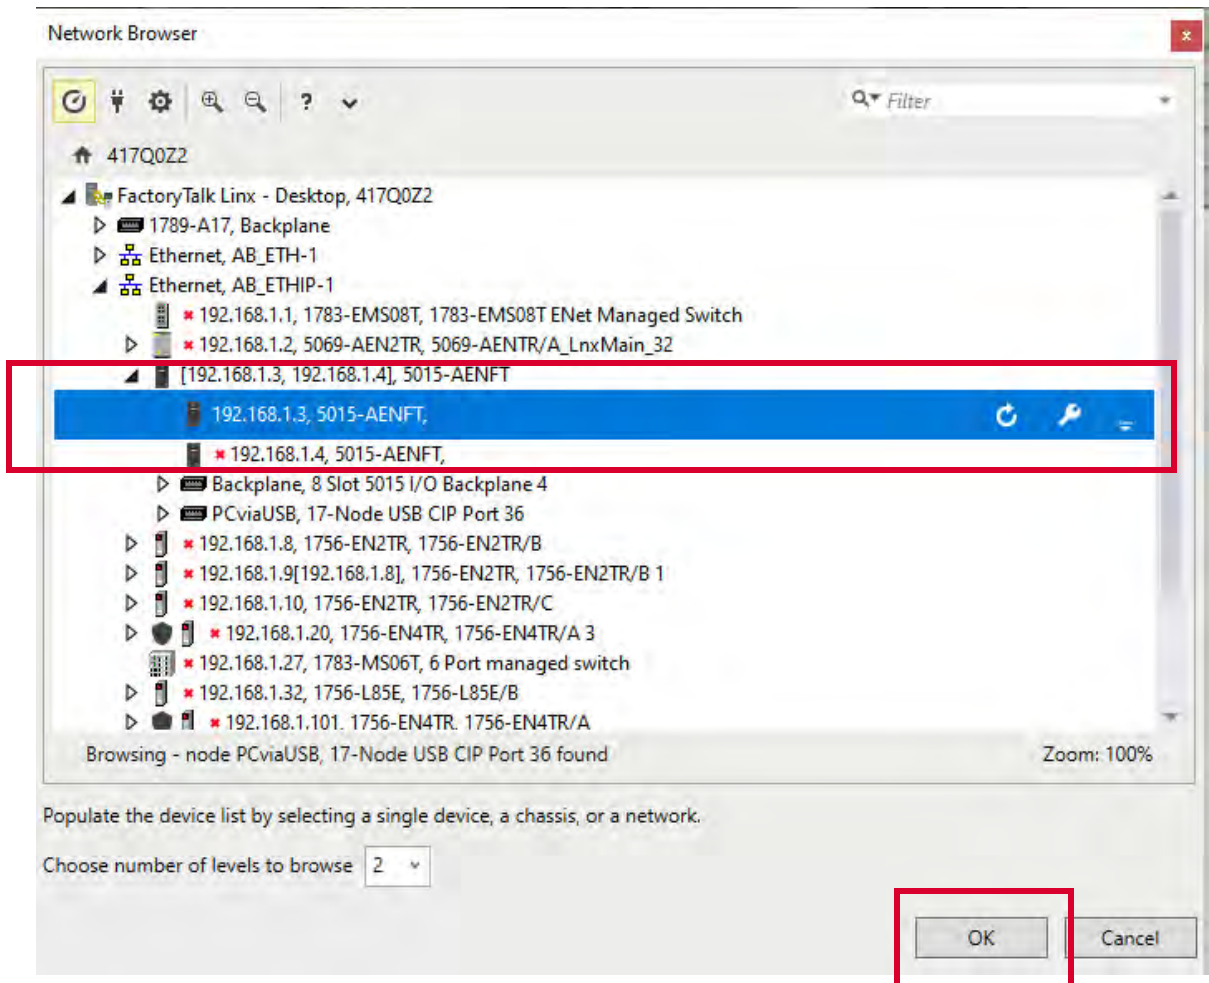 Network Browser
Filter
417Q0Z2
FactoryTalk Linx - Desktop, 417Q0Z2
1789-A17, Backplane
Ethernet, AB_ETH-1
Ethernet, AB_ETHIP-1
192.168.1.1, 1783-EMS08T, 1783-EMS08T ENet Managed Switch
192.168.1.2, 5069-AEN2TR, 5069-AENTR/A_LnxMain_32
[192.168.1.3, 192.168.1.4], 5015-AENFT
192.168.1.3, 5015-AENFT,
192.168.1.4, 5015-AENFT,
Backplane, 8 Slot 5015 I/O Backplane 4
PCviaUSB, 17-Node USB CIP Port 36
192.168.1.8, 1756-EN2TR, 1756-EN2TR/B
192.168.1.9[192.168.1.8], 1756-EN2TR, 1756-EN2TR/B 1
192.168.1.10, 1756-EN2TR, 1756-EN2TR/C
192.168.1.20, 1756-EN4TR, 1756-EN4TR/A 3
192.168.1.27, 1783-MS06T, 6 Port managed switch
192.168.1.32, 1756-L85E, 1756-L85E/B
192.168.1.101, 1756-EN4TR, 1756-EN4TR/A
Browsing - node PCviaUSB, 17-Node USB CIP Port 36 found
Zoom: 100%
Populate the device list by selecting a single device, a chassis, or a network.
Choose number of levels to browse 2
OK
Cancel